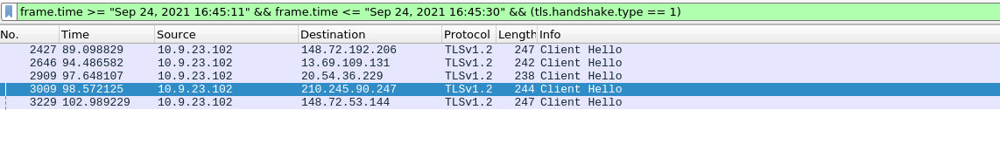 frame.time >= "Sep 24, 2021 16:45:11" && frame.time <= "Sep 24, 2021 16:45:30" && (tls.handshake.type == 1)
No. Time Source Destination Protocol Length Info
2427 89.098829 10.9.23.102 148.72.192.206 TLSv1.2 247 Client Hello
2646 94.486582 10.9.23.102 13.69.109.131 TLSv1.2 242 Client Hello
2909 97.648107 10.9.23.102 20.54.36.229 TLSv1.2 238 Client Hello
3009 98.572125 10.9.23.102 210.245.90.247 TLSv1.2 244 Client Hello
3229 102.989229 10.9.23.102 148.72.53.144 TLSv1.2 247 Client Hello